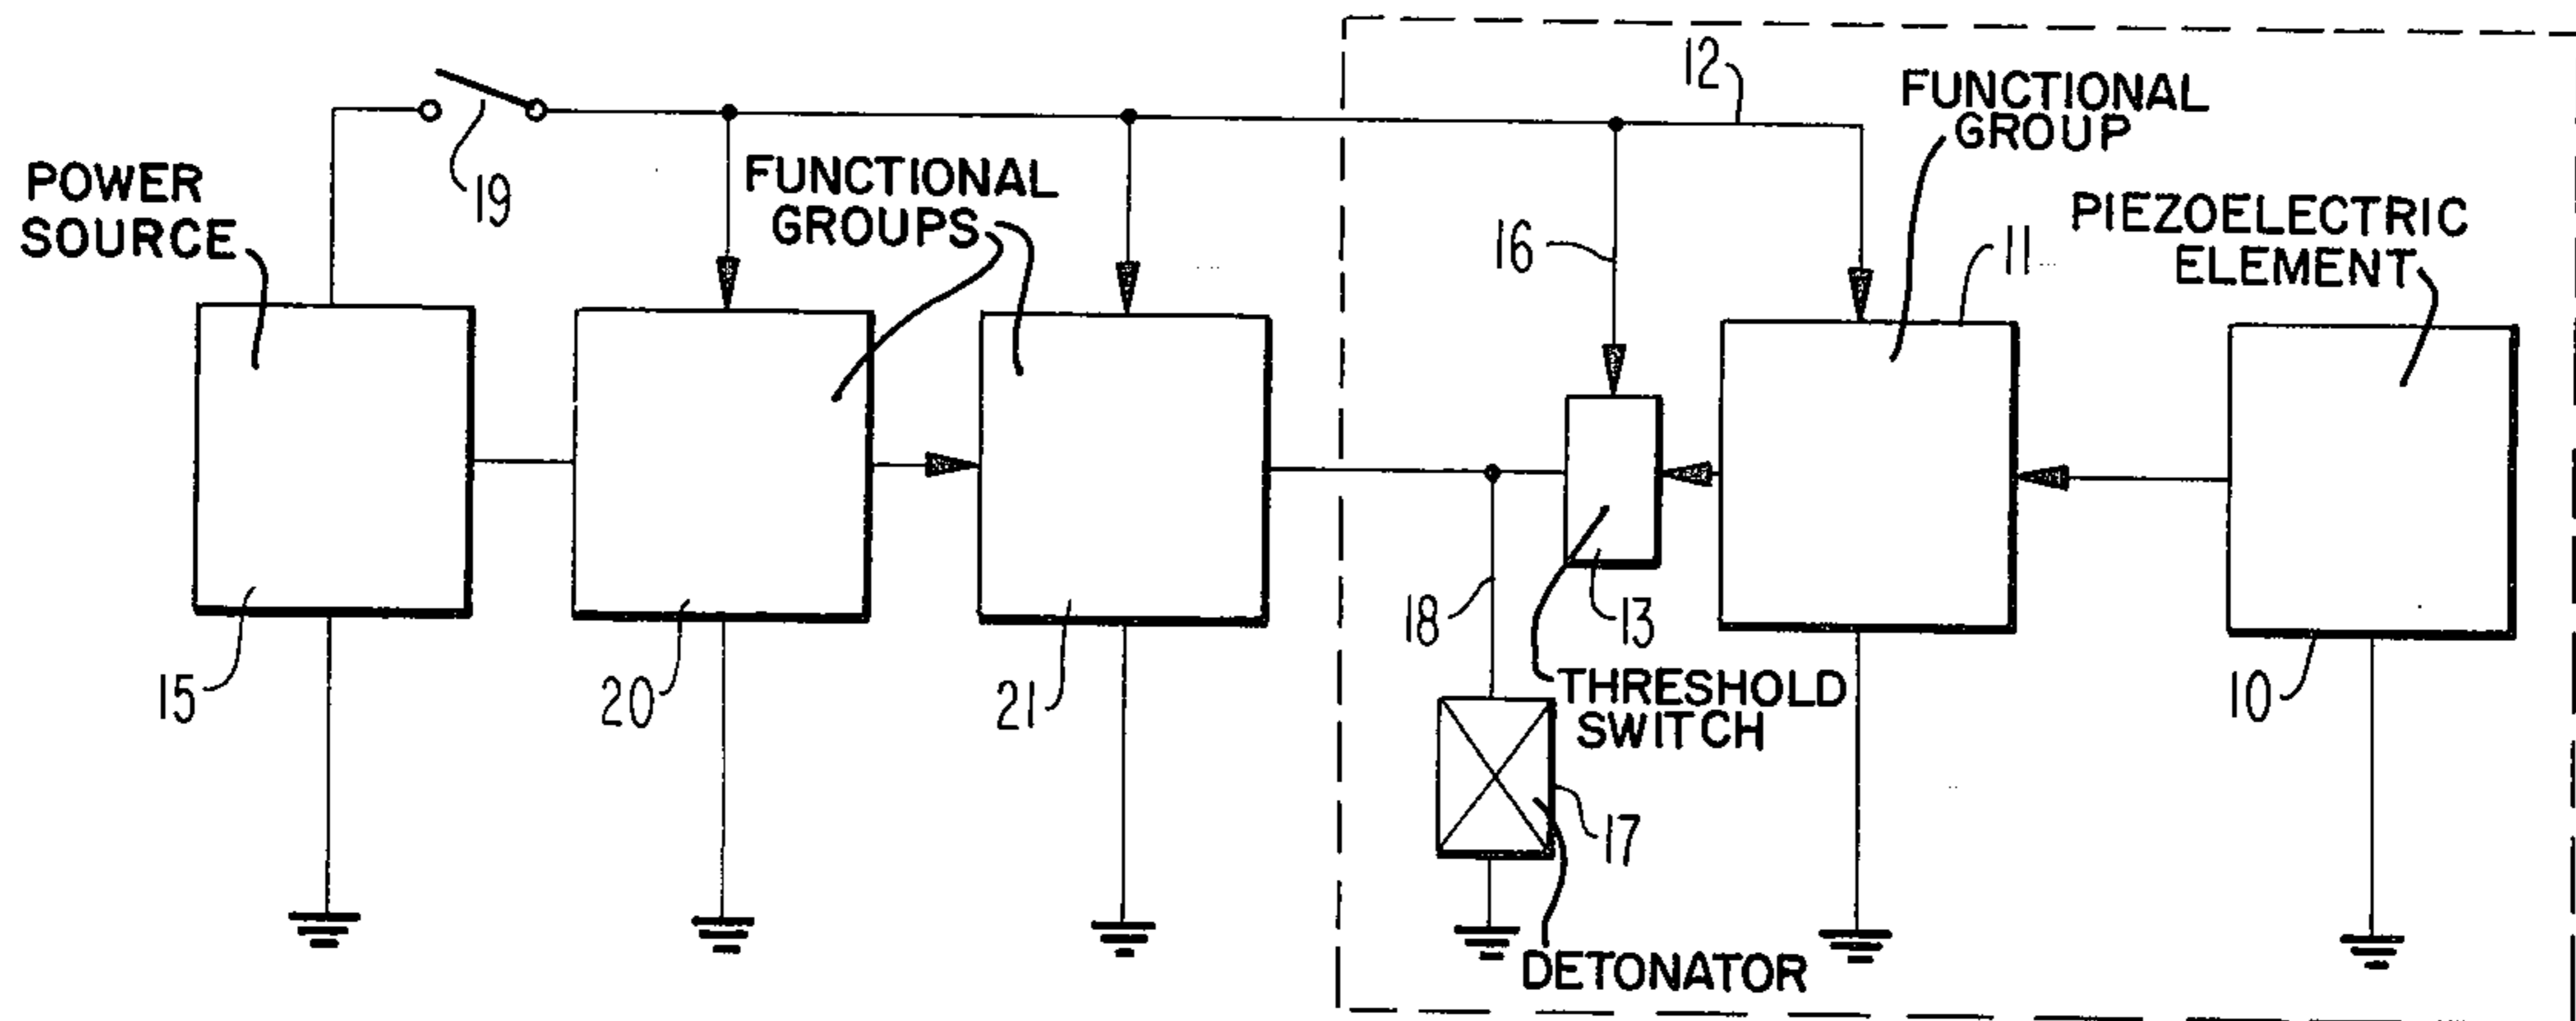 12
FUNCTIONAL
GROUP
POWER
SOURCE
19
FUNCTIONAL
GROUPS
16
11
PIEZOELECTRIC
ELEMENT
18
13
THRESHOLD
SWITCH
15
20
21
10
17
DETONATOR